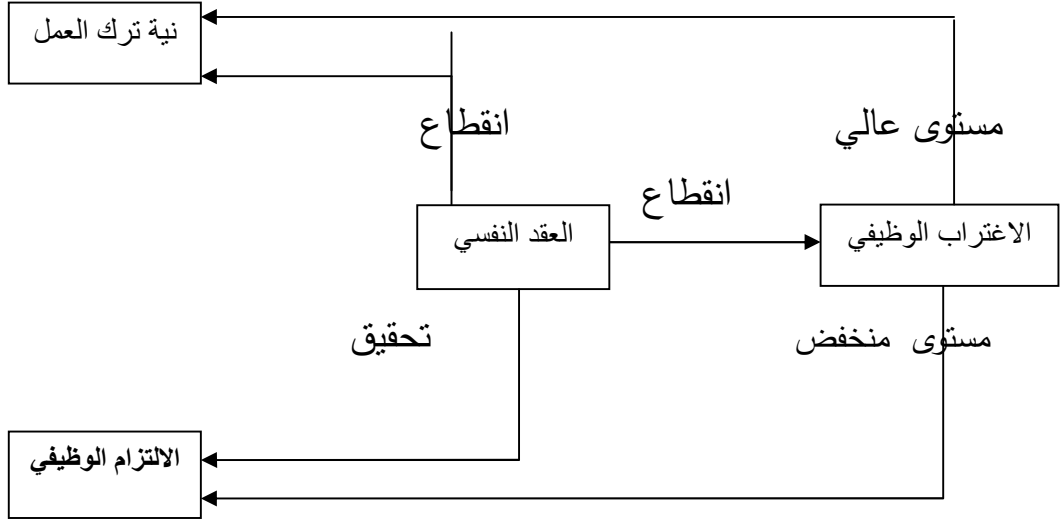 نية ترك العمل
مستوى عالي
انقطاع
انقطاع
الاغتراب الوظيفي
العقد النفسي
مستوى منخفض
تحقيق
الالتزام الوظيفي